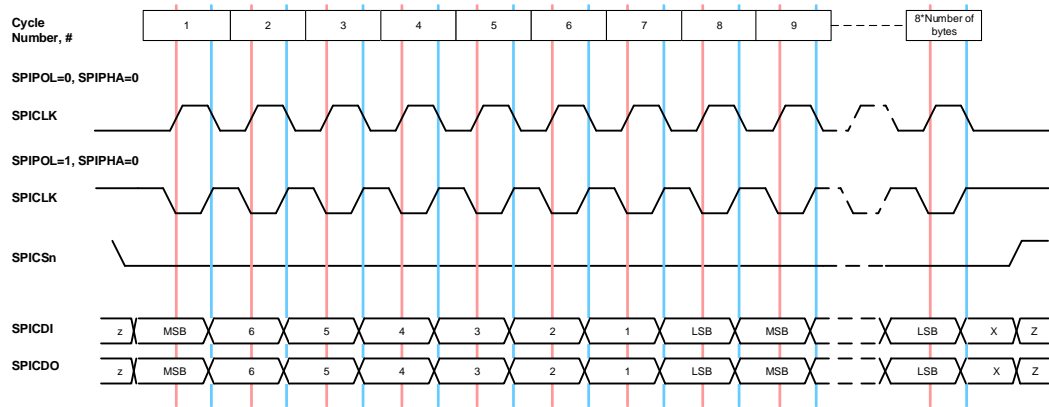 Cycle
Number, #
1 2 3 4 5 6 7 8 9 8*Number of
bytes
SPIPOL=0, SPIPHA=0
SPICLK
SPIPOL=1, SPIPHA=0
SPICLK
SPICSn
SPICDI z MSB 6 5 4 3 2 1 LSB MSB LSB X Z
SPICDO z MSB 6 5 4 3 2 1 LSB MSB LSB X Z